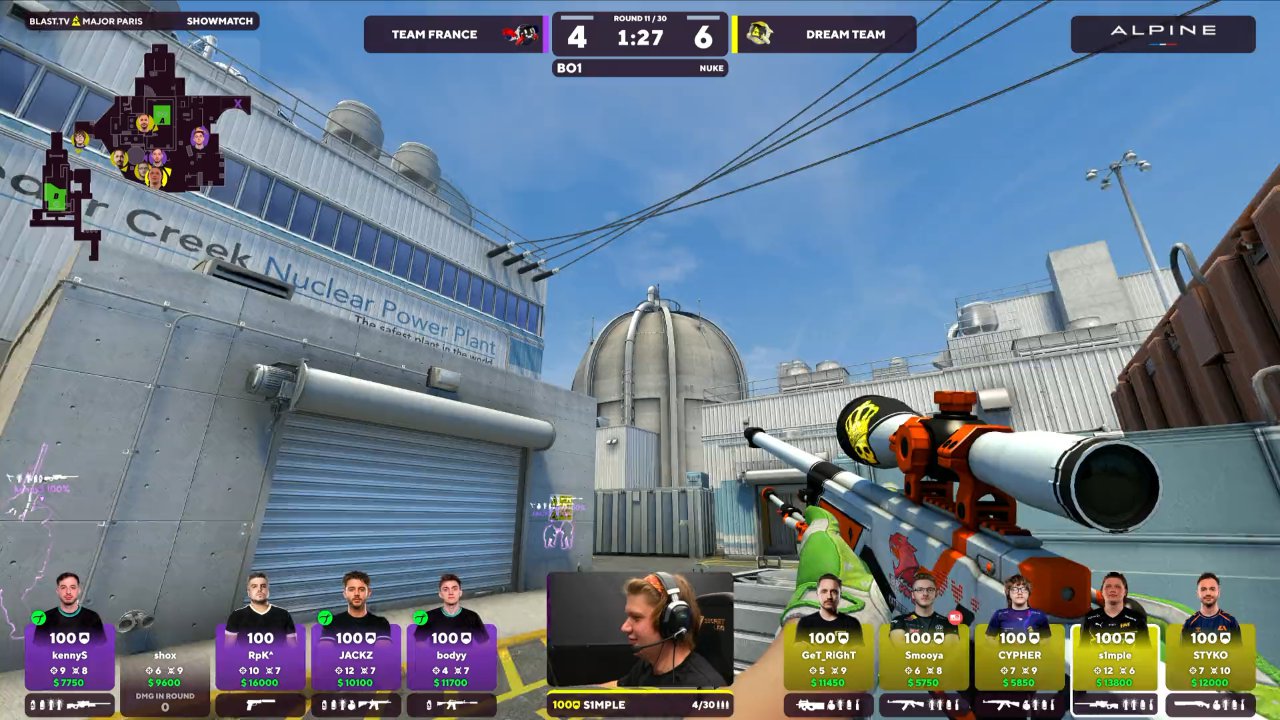 BLAST.TV MAJOR PARIS SHOWMATCH
TEAM FRANCE
4
ROUND 11 / 30
1:27
6
DREAM TEAM
BO1 NUKE
ALPINE
Creek Nuclear Power Plant
The safest plant in the world
A
X
B
100 100 100 100 100 100 100 100 100
kennyS shox RpK^ JACKZ bodyy GeT_RiGhT Smooya CYPHER s1mple STYKO
9 8 6 9 10 7 12 7 4 7 5 9 6 8 7 9 12 6 7 10
$7750 $9600 $16000 $10100 $11700 $11450 $5750 $5850 $13800 $12000
DMG IN ROUND
0
100 S1MPLE 4/30